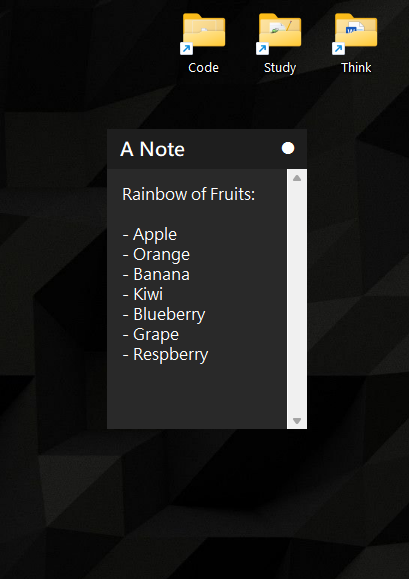 Code Study Think
A Note
Rainbow of Fruits:
- Apple
- Orange
- Banana
- Kiwi
- Blueberry
- Grape
- Respberry